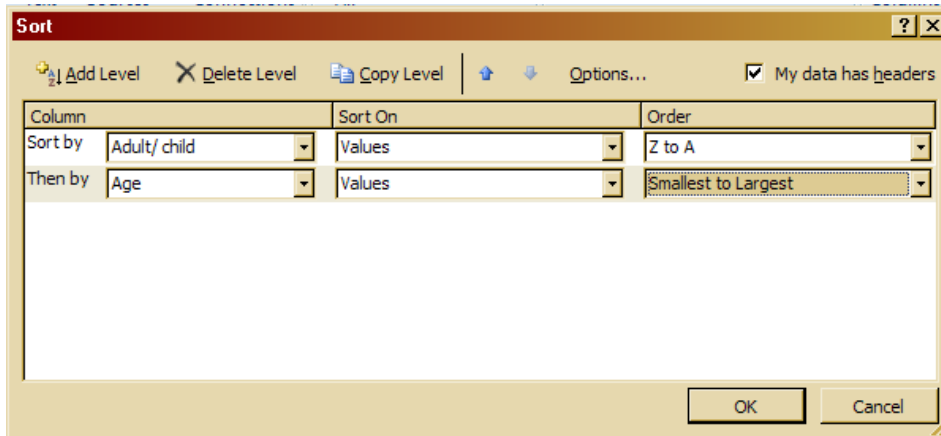 Sort
Add Level Delete Level Copy Level Options... My data has headers
Column Sort On Order
Sort by Adult/ child Values Z to A
Then by Age Values Smallest to Largest
OK Cancel